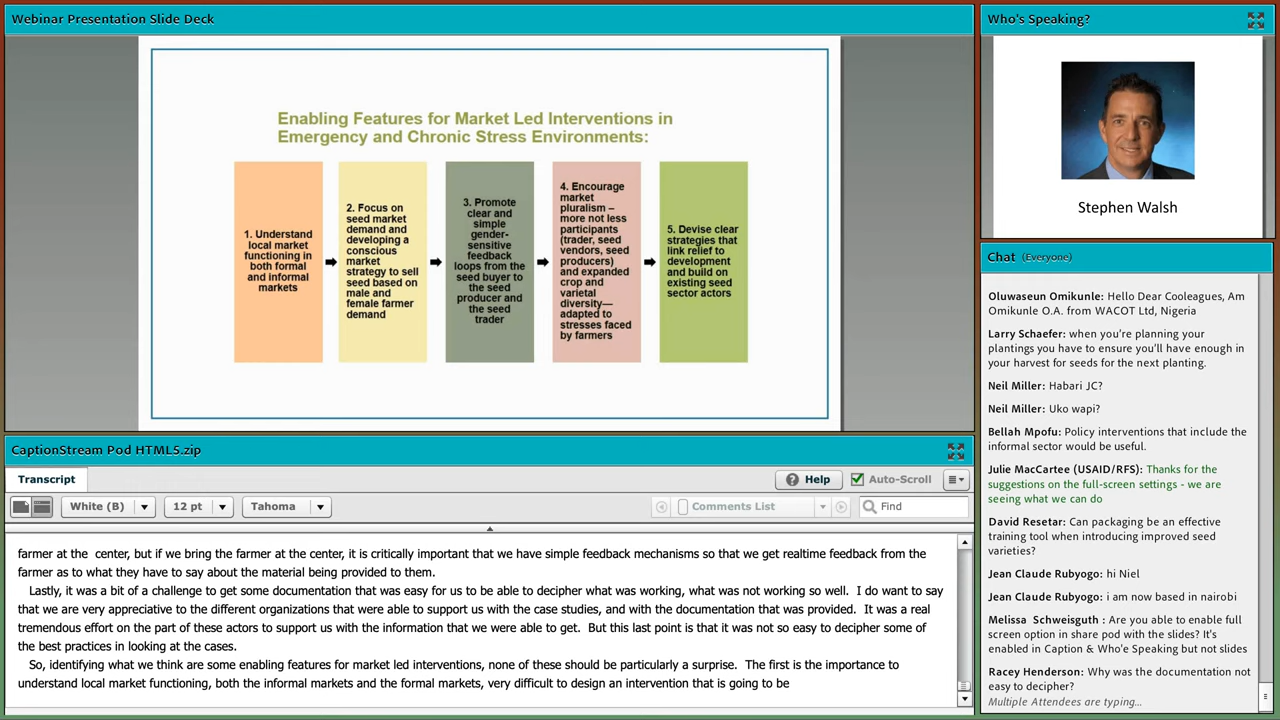 Webinar Presentation Slide Deck
Enabling Features for Market Led Interventions in
Emergency and Chronic Stress Environments:
1. Understand
local market
functioning in
both formal
and informal
markets
2. Focus on
seed market
demand and
developing a
conscious
market
strategy to sell
seed based on
male and
female farmer
demand
3. Promote
clear and
simple
gender-
sensitive
feedback
loops from the
seed buyer to
the seed
producer and
the seed
trader
4. Encourage
market
pluralism –
more not less
participants
(trader, seed
vendors, seed
producers)
and expanded
crop and
varietal
diversity—
adapted to
stresses faced
by farmers
5. Devise clear
strategies that
link relief to
development
and build on
existing seed
sector actors
CaptionStream Pod HTML5.zip
Transcript
Help
Auto-Scroll
White (B)
12 pt
Tahoma
Comments List
Find
farmer at the center, but if we bring the farmer at the center, it is critically important that we have simple feedback mechanisms so that we get realtime feedback from the
farmer as to what they have to say about the material being provided to them.
Lastly, it was a bit of a challenge to get some documentation that was easy for us to be able to decipher what was working, what was not working so well. I do want to say
that we are very appreciative to the different organizations that were able to support us with the case studies, and with the documentation that was provided. It was a real
tremendous effort on the part of these actors to support us with the information that we were able to get. But this last point is that it was not so easy to decipher some of
the best practices in looking at the cases.
So, identifying what we think are some enabling features for market led interventions, none of these should be particularly a surprise. The first is the importance to
understand local market functioning, both the informal markets and the formal markets, very difficult to design an intervention that is going to be
Who's Speaking?
Stephen Walsh
Chat (Everyone)
Oluwaseun Omikunle: Hello Dear Cooleagues, Am
Omikunle O.A. from WACOT Ltd, Nigeria
Larry Schaefer: when you're planning your
plantings you have to ensure you'll have enough in
your harvest for seeds for the next planting.
Neil Miller: Habari JC?
Neil Miller: Uko wapi?
Bellah Mpofu: Policy interventions that include the
informal sector would be useful.
Julie MacCartee (USAID/RFS): Thanks for the
suggestions on the full-screen settings - we are
seeing what we can do
David Resetar: Can packaging be an effective
training tool when introducing improved seed
varieties?
Jean Claude Rubyogo: hi Niel
Jean Claude Rubyogo: i am now based in nairobi
Melissa Schweisguth : Are you able to enable full
screen option in share pod with the slides? It's
enabled in Caption & Who'e Speaking but not slides
Racey Henderson: Why was the documentation not
easy to decipher?
Multiple Attendees are typing...